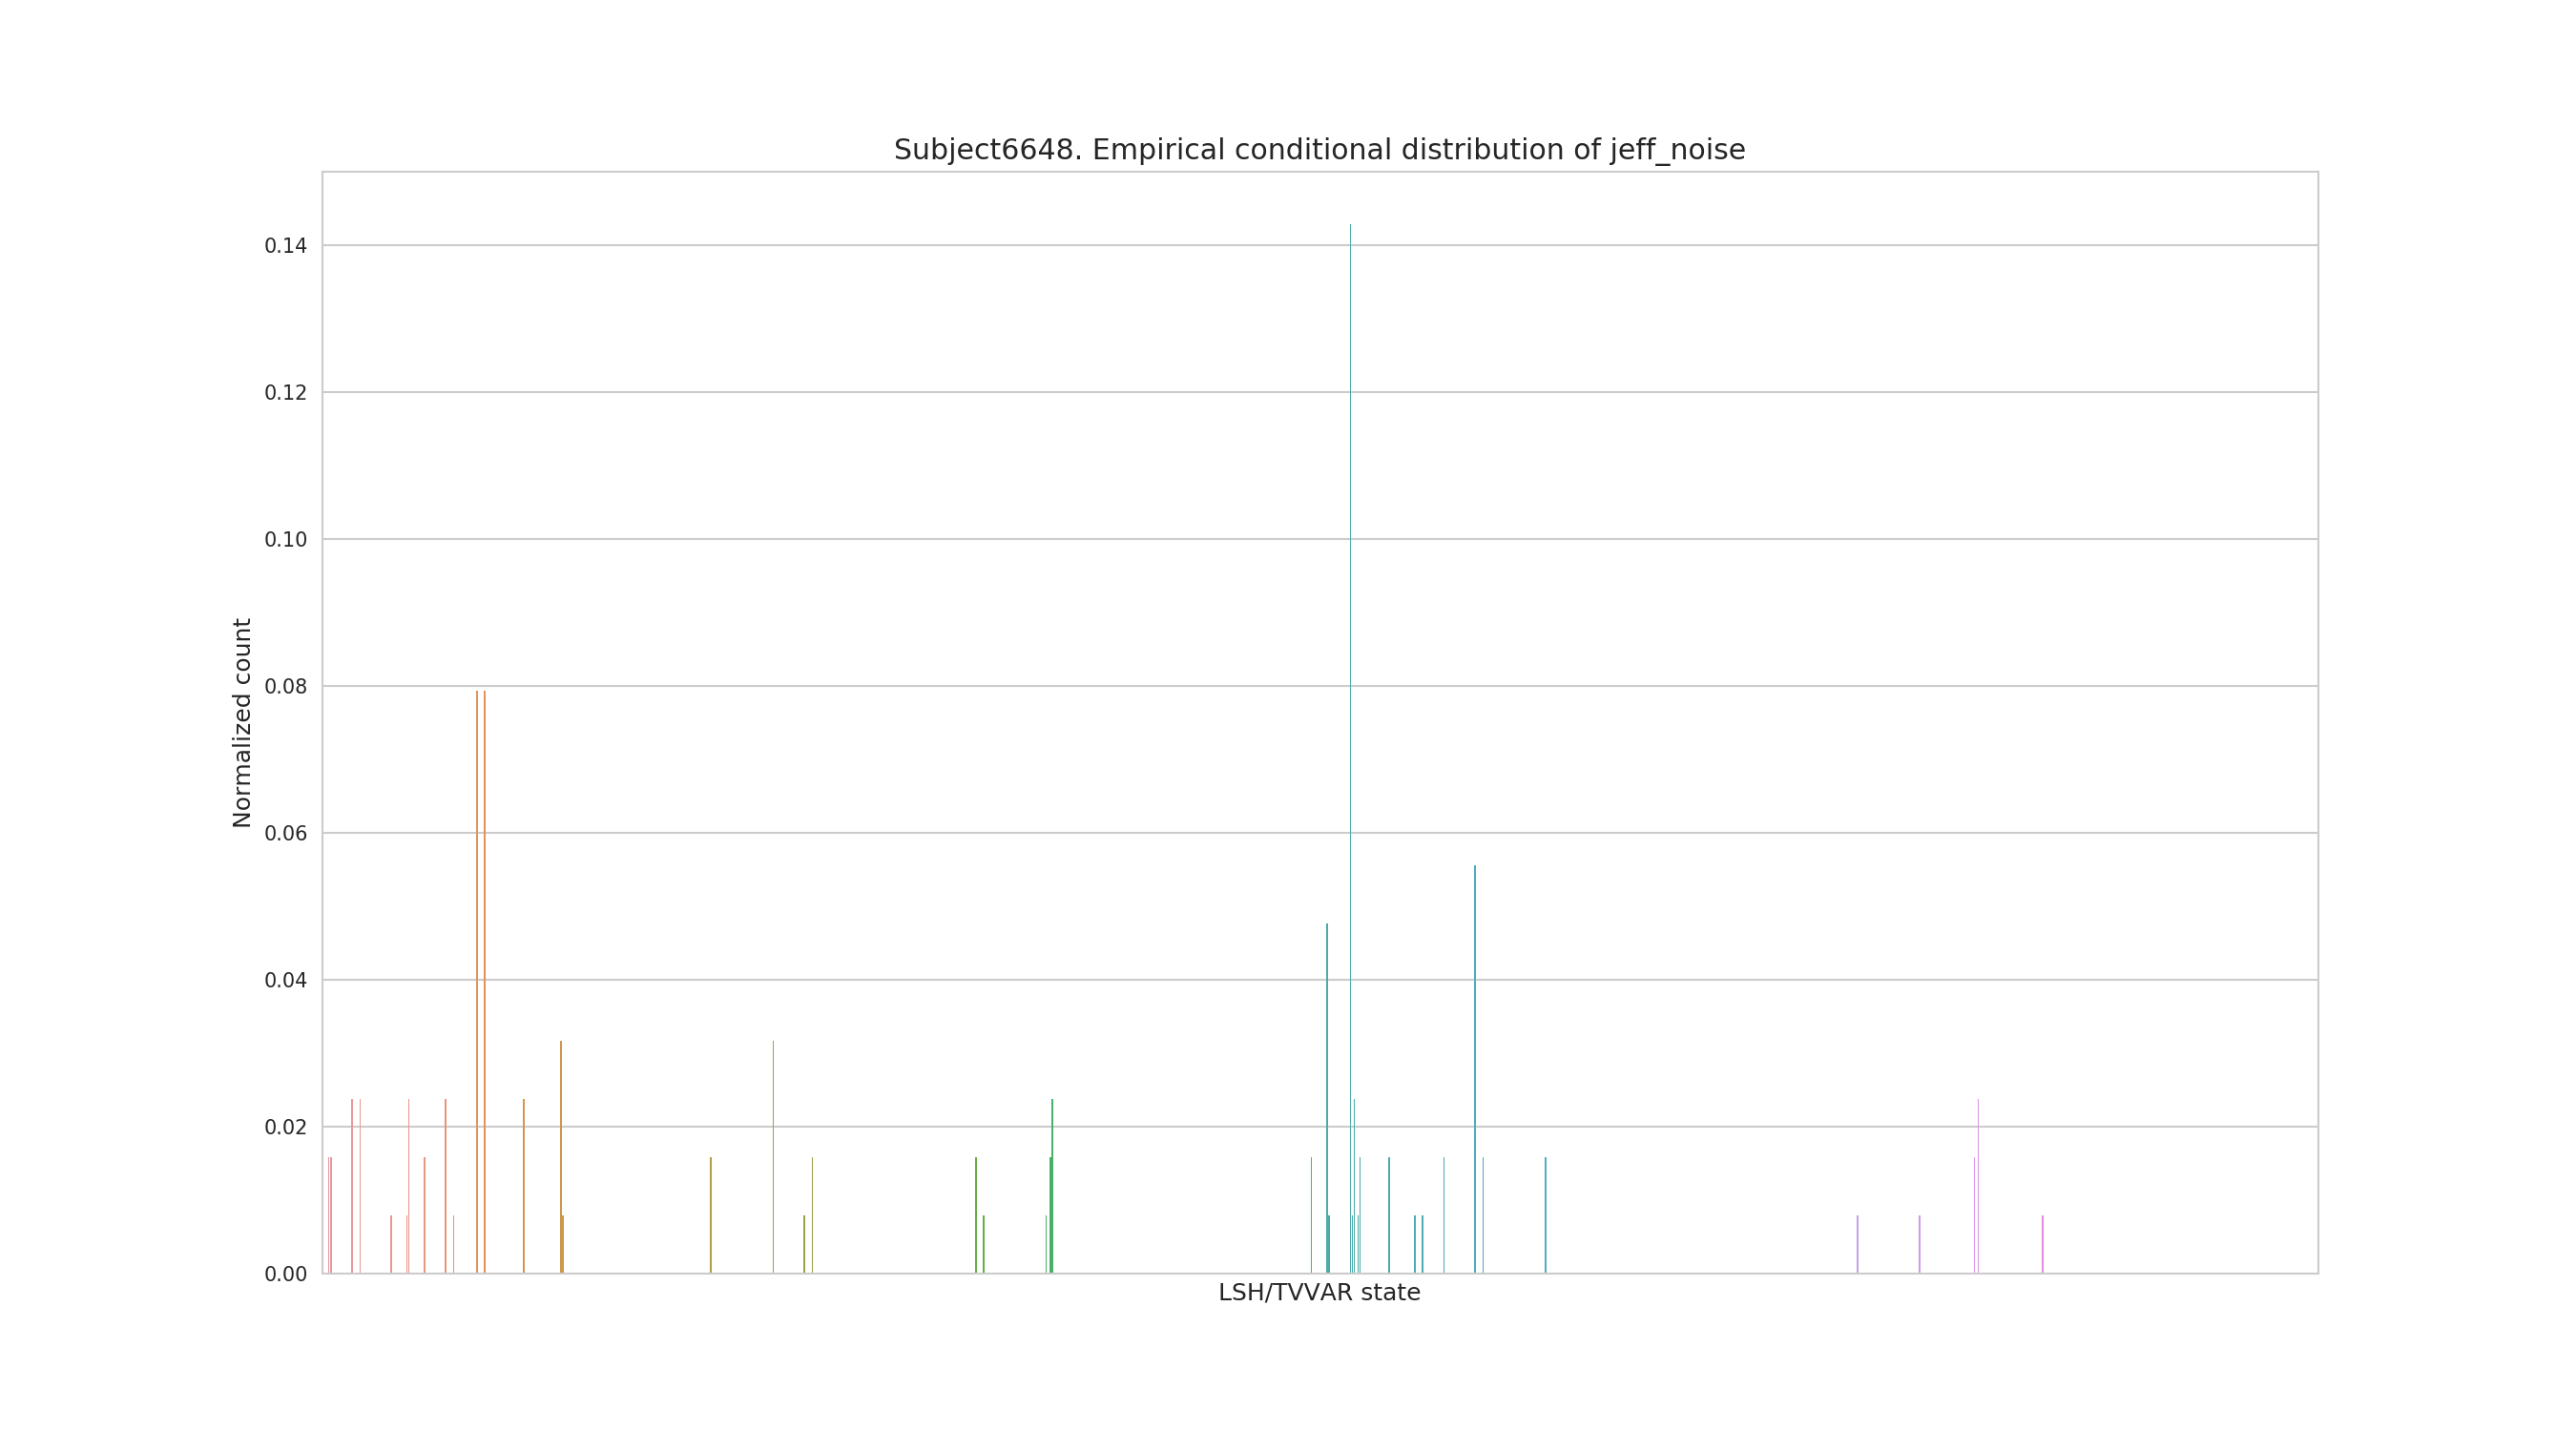 Subject6648. Empirical conditional distribution of jeff_noise
0.14
0.12
0.10
0.08
0.06
0.04
0.02
0.00
Normalized count
LSH/TVVAR state